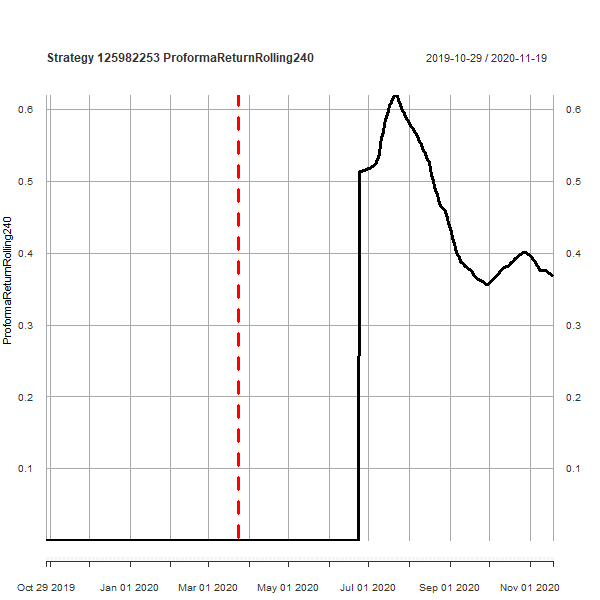 Strategy 125982253 ProformaReturnRolling240
2019-10-29 / 2020-11-19
0.6
0.6
0.5
0.5
0.4
0.4
0.3
0.3
0.2
0.2
0.1
0.1
ProformaReturnRolling240
Oct 29 2019
Jan 01 2020
Mar 01 2020
May 01 2020
Jul 01 2020
Sep 01 2020
Nov 01 2020